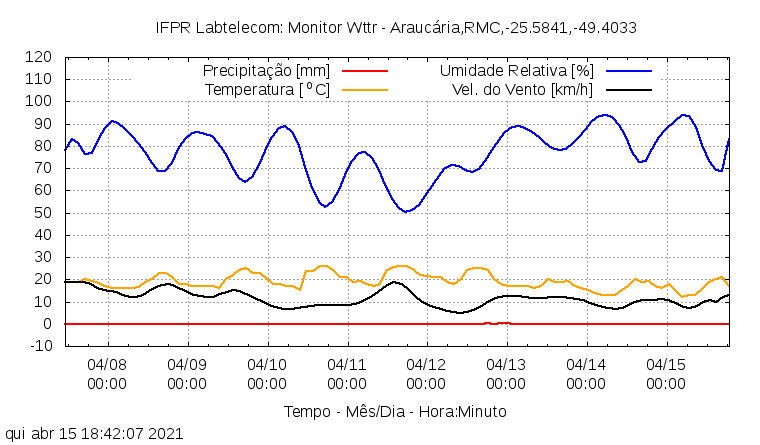 IFPR Labtelecom: Monitor Wttr - Araucária,RMC,-25.5841,-49.4033
Precipitação [mm]
Temperatura [⁰C]
Umidade Relativa [%]
Vel. do Vento [km/h]
120
110
100
90
80
70
60
50
40
30
20
10
0
-10
04/08 04/09 04/10 04/11 04/12 04/13 04/14 04/15
00:00 00:00 00:00 00:00 00:00 00:00 00:00 00:00
Tempo - Mês/Dia - Hora:Minuto
qui abr 15 18:42:07 2021